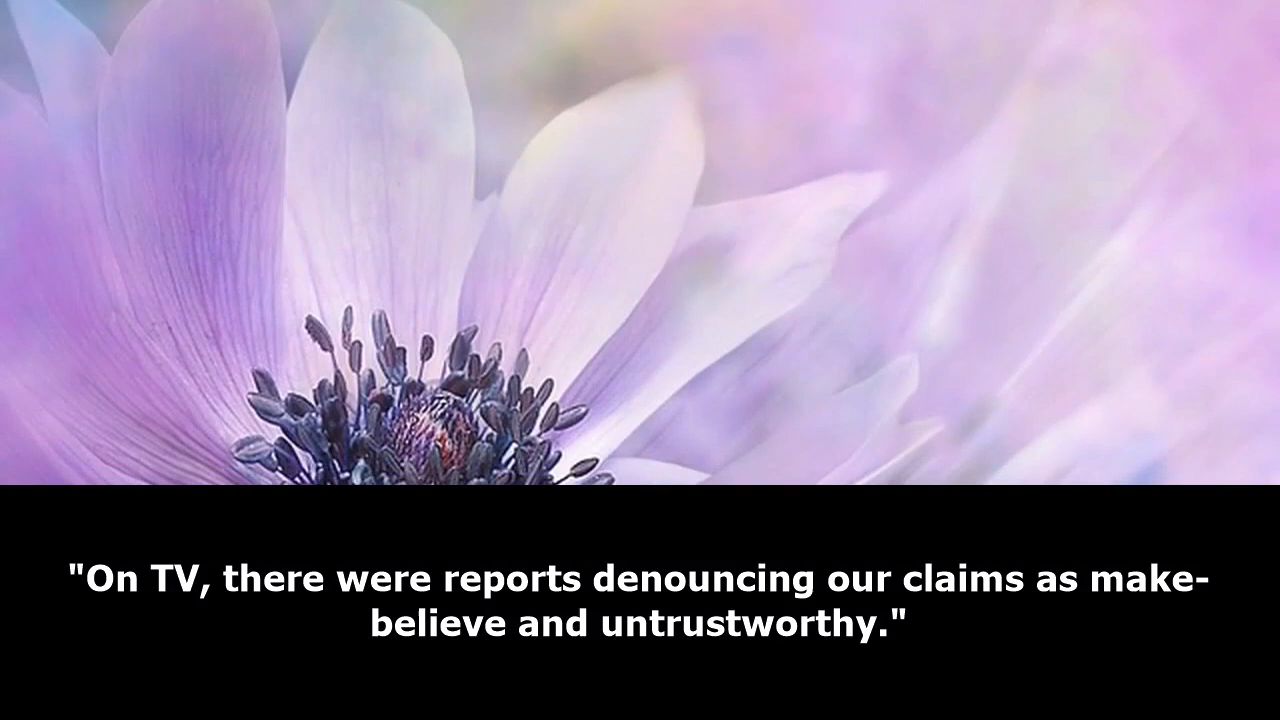 "On TV, there were reports denouncing our claims as make-
believe and untrustworthy."